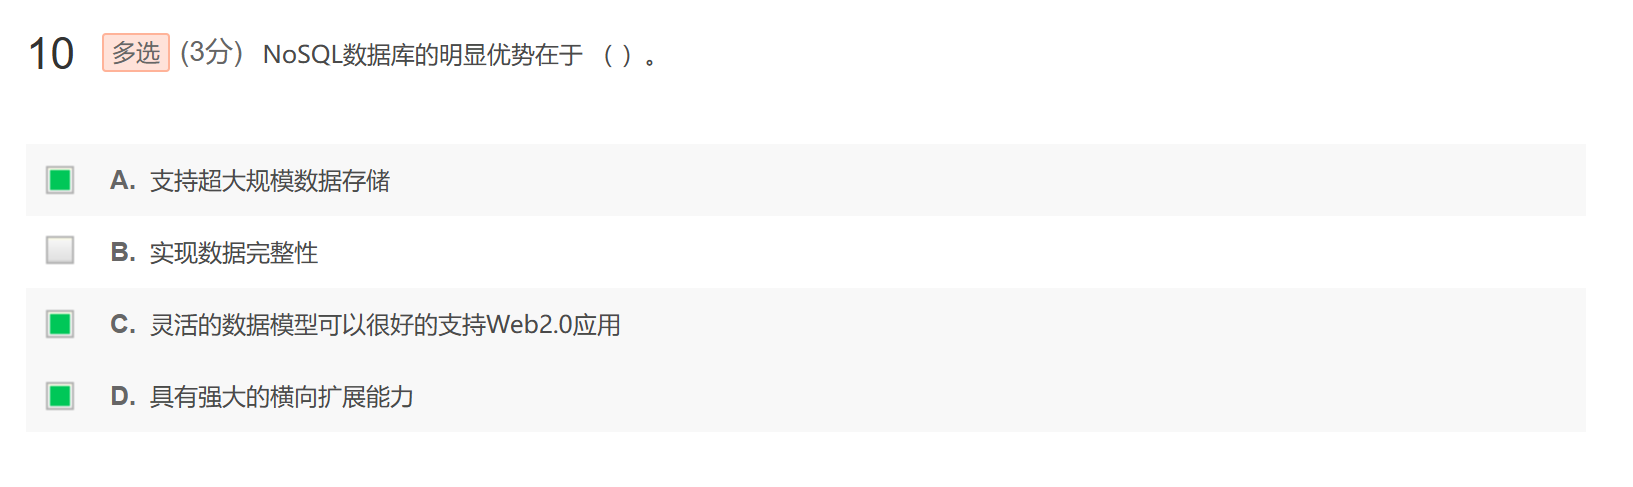 10 多选 (3分) NoSQL数据库的明显优势在于 （）。
A. 支持超大规模数据存储
B. 实现数据完整性
C. 灵活的数据模型可以很好的支持Web2.0应用
D. 具有强大的横向扩展能力